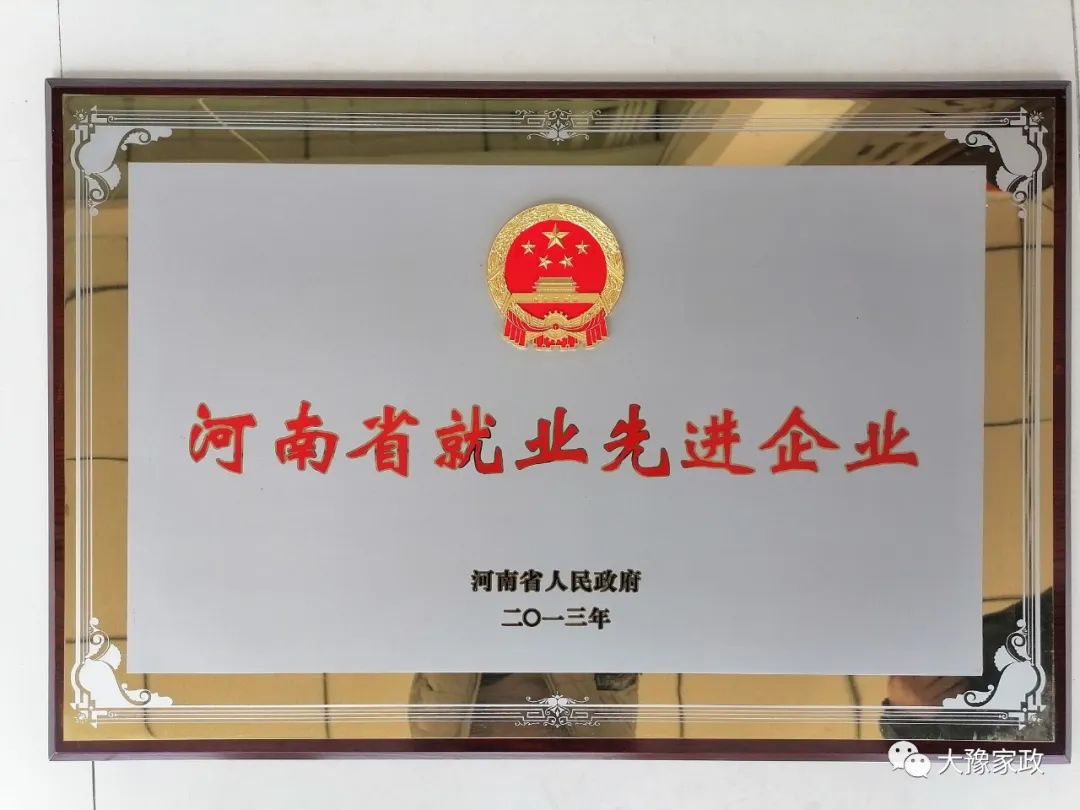 河南省就业先进企业
河南省人民政府
二〇一三年
大豫家政